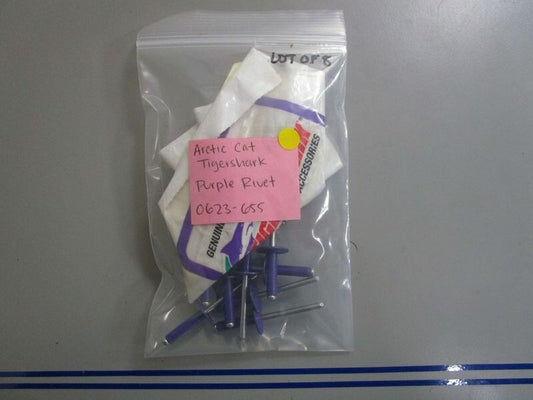 LOT OF 8
Arctic Cat
Tigershark
Purple Rivet
0623-655
GENUINE
ACCESSORIES